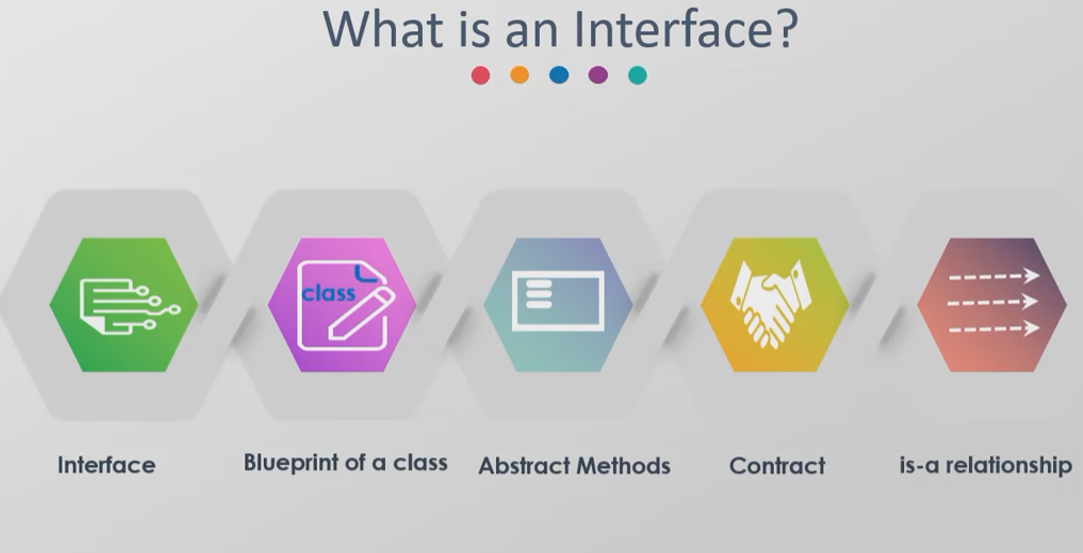 What is an Interface?
class
Interface
Blueprint of a class
Abstract Methods
Contract
is-a relationship